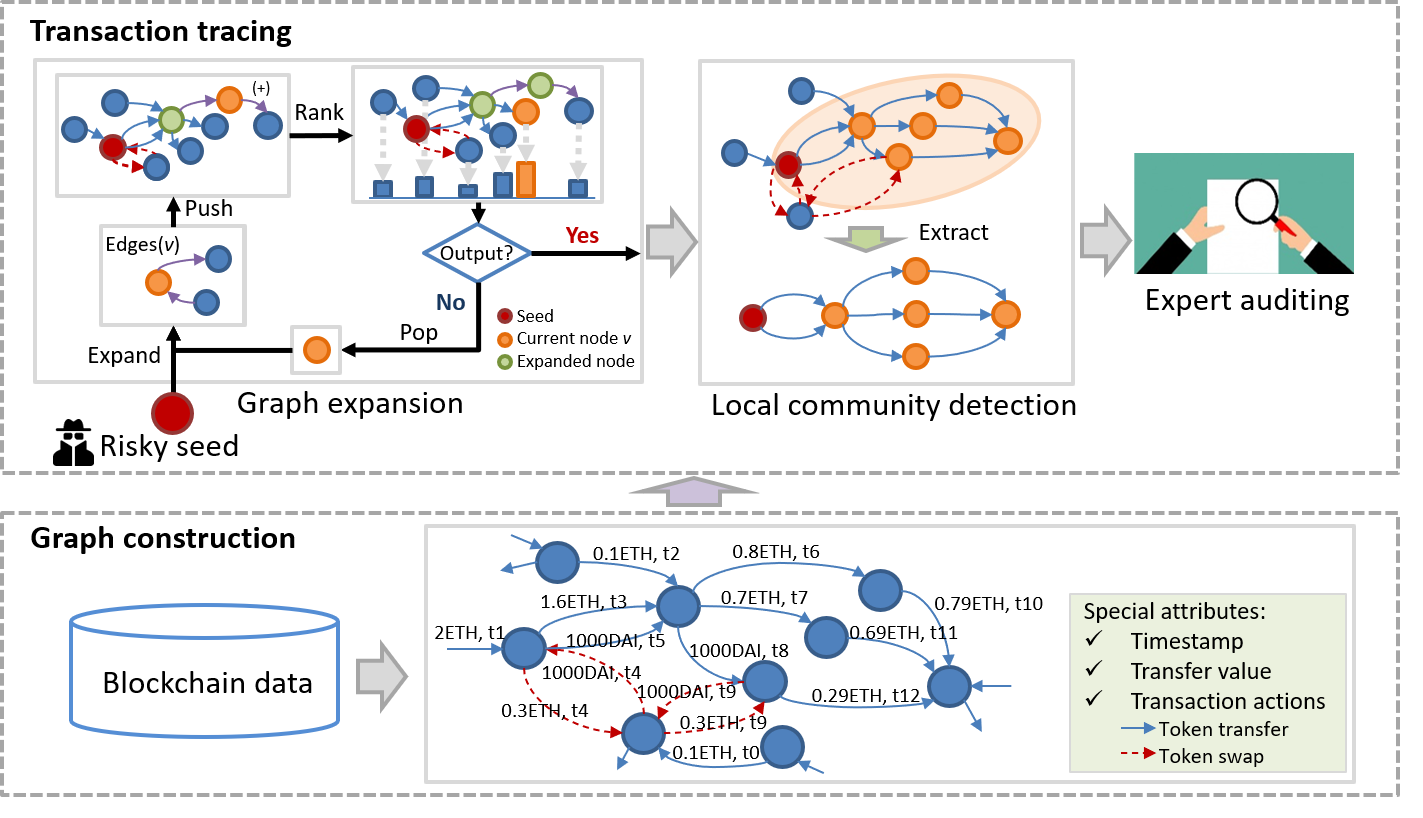 Transaction tracing
(+)
Rank
Push
Edges(v)
Output?
Yes
No
Pop
Expand
Seed
Current node v
Expanded node
Graph expansion
Risky seed
Extract
Local community detection
Expert auditing
Graph construction
Blockchain data
0.1ETH, t2
0.8ETH, t6
1.6ETH, t3
0.7ETH, t7
0.79ETH, t10
2ETH, t1
1000DAI, t5
0.69ETH, t11
1000DAI, t4
1000DAI, t8
1000DAI, t9
0.29ETH, t12
0.3ETH, t4
0.3ETH, t9
0.1ETH, t0
Special attributes:
✓ Timestamp
✓ Transfer value
✓ Transaction actions
Token transfer
Token swap